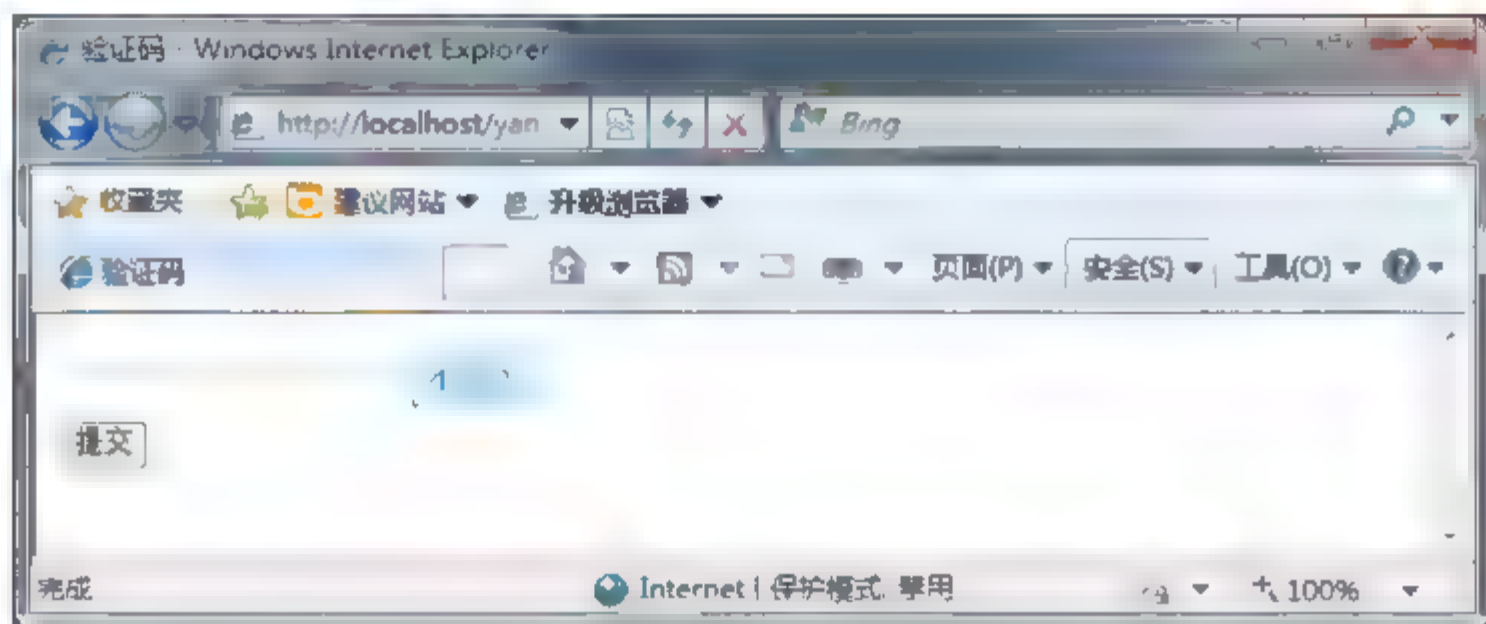 验证码 - Windows Internet Explorer
http://localhost/yan Bing
收藏夹 建议网站 升级浏览器
验证码 页面(P) 安全(S) 工具(O)
1
提交
完成 Internet | 保护模式: 禁用 100%